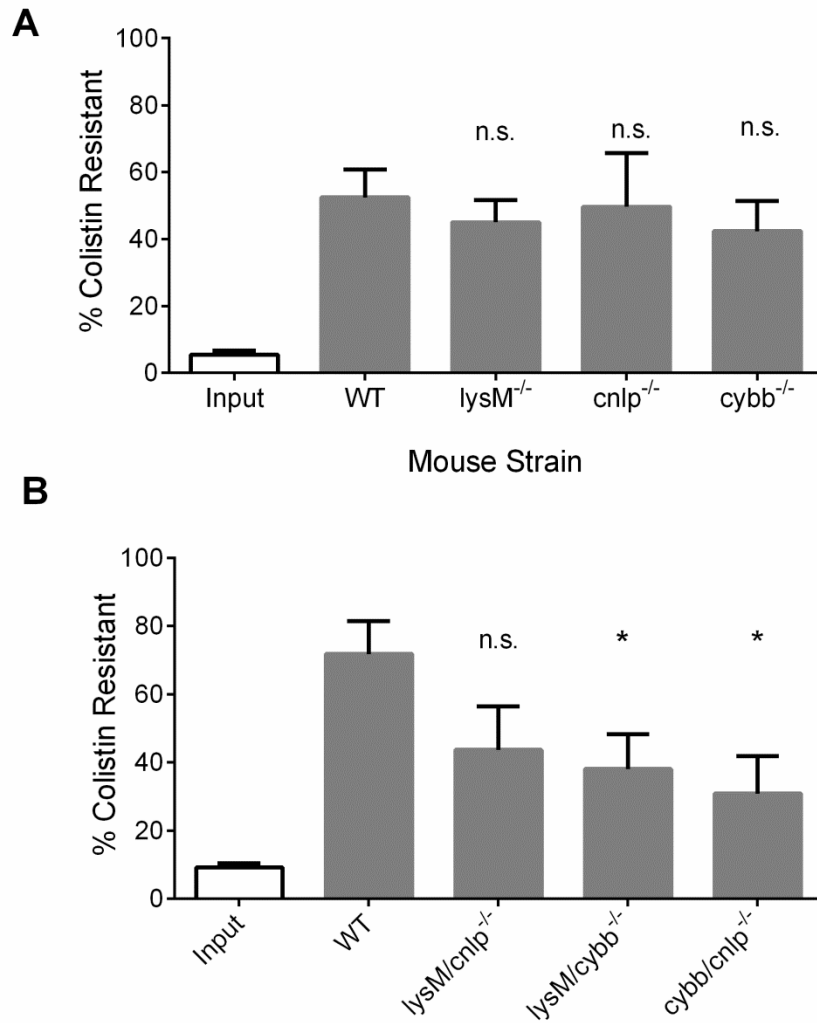 A
% Colistin Resistant
100
80
60
40
20
0
n.s.
n.s.
n.s.
Input
WT
lysM-/-
cnlp-/-
cybb-/-
Mouse Strain
B
% Colistin Resistant
100
80
60
40
20
0
n.s.
*
*
Input
WT
lysM/cnlp-/-
lysM/cybb-/-
cybb/cnlp-/-